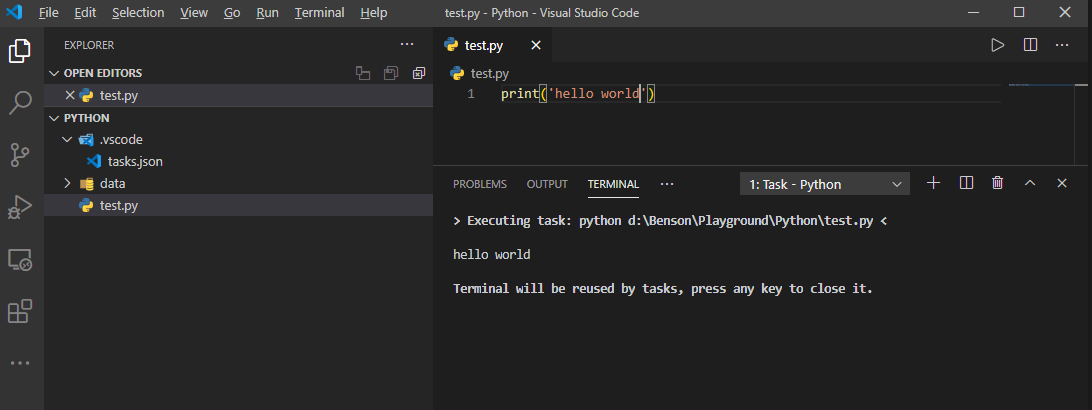 File Edit Selection View Go Run Terminal Help test.py - Python - Visual Studio Code
EXPLORER
OPEN EDITORS
test.py
PYTHON
.vscode
tasks.json
data
test.py
test.py
test.py
1 print('hello world')
PROBLEMS OUTPUT TERMINAL 1: Task - Python
> Executing task: python d:\Benson\Playground\Python\test.py <
hello world
Terminal will be reused by tasks, press any key to close it.